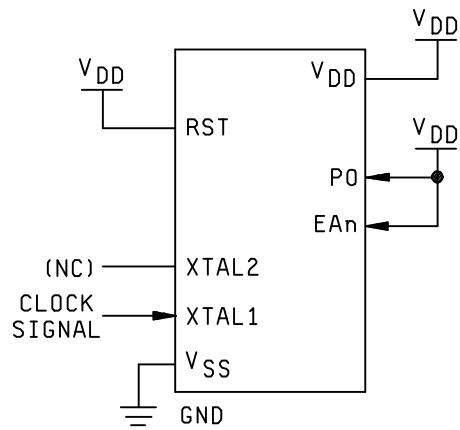 VDD
VDD
VDD
RST
VDD
P0
EAn
(NC)
XTAL2
CLOCK
SIGNAL
XTAL1
VSS
GND